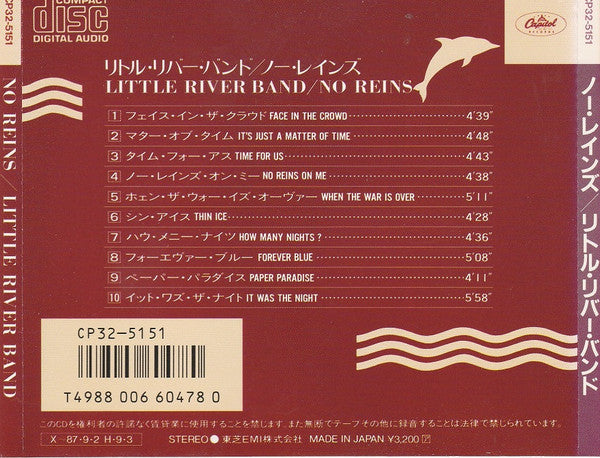 CP32-5151
COMPACT
disc
DIGITAL AUDIO
Capitol
RECORDS
CP32-5151
リトル・リバー・バンド/ノー・レインズ
LITTLE RIVER BAND/NO REINS
1 フェイス・イン・ザ・クラウド FACE IN THE CROWD 4'39"
2 マター・オブ・タイム IT'S JUST A MATTER OF TIME 4'48"
3 タイム・フォー・アス TIME FOR US 4'43"
4 ノー・レインズ・オン・ミー NO REINS ON ME 4'38"
5 ホェン・ザ・ウォー・イズ・オーヴァー WHEN THE WAR IS OVER 5'11"
6 シン・アイス THIN ICE 4'28"
7 ハウ・メニー・ナイツ HOW MANY NIGHTS? 4'36"
8 フォーエヴァー・ブルー FOREVER BLUE 5'08"
9 ペーパー・パラダイス PAPER PARADISE 4'11"
10 イット・ワズ・ザ・ナイト IT WAS THE NIGHT 5'58"
CP32-5151
T4988 006 60478 0
このCDを権利者の許諾なく賃貸業に使用することを禁じます。また無断でテープその他に録音することは法律で禁じられています。
X-87・9・2 H・9・3 STEREO 東芝EMI株式会社 MADE IN JAPAN ¥3,200
NO REINS / LITTLE RIVER BAND
ノー・レインズ/リトル・リバー・バンド